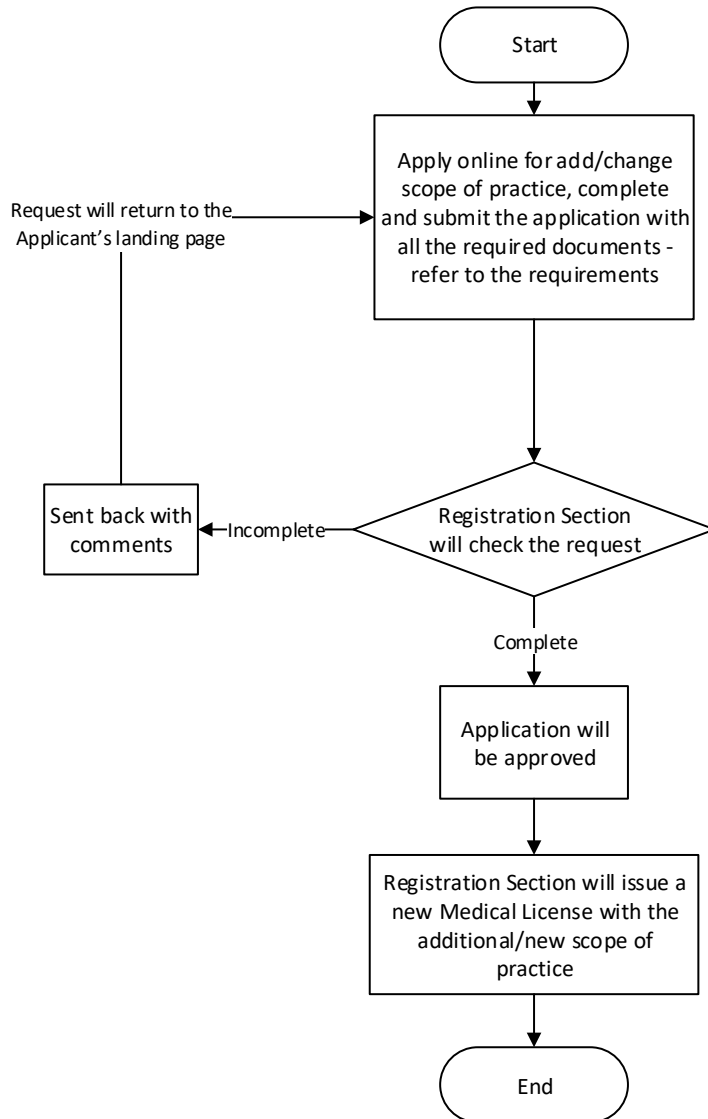 Start
Apply online for add/change
scope of practice, complete
and submit the application with
all the required documents -
refer to the requirements
Request will return to the
Applicant's landing page
Sent back with
comments
Incomplete
Registration Section
will check the request
Complete
Application will
be approved
Registration Section will issue a
new Medical License with the
additional/new scope of
practice
End